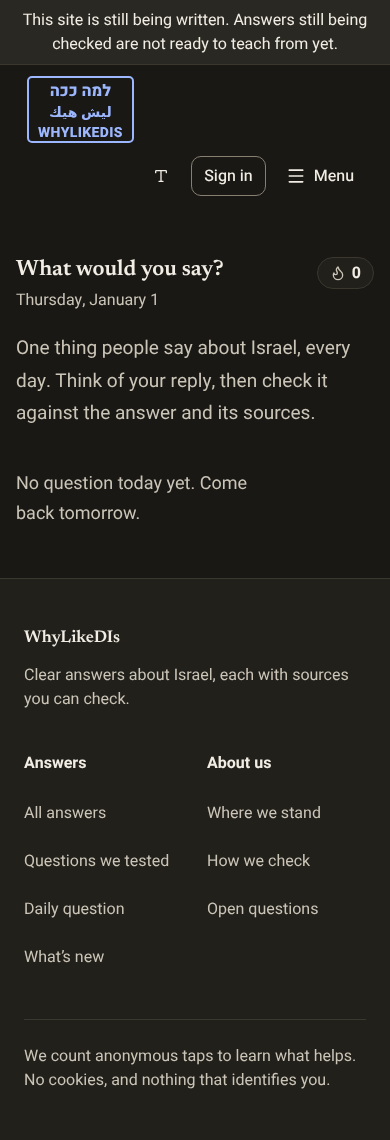 This site is still being written. Answers still being
checked are not ready to teach from yet.
למה ככה
ليش هيك
WHYLIKEDIS
T
Sign in
Menu
What would you say?
0
Thursday, January 1
One thing people say about Israel, every
day. Think of your reply, then check it
against the answer and its sources.
No question today yet. Come
back tomorrow.
WhyLikeDIs
Clear answers about Israel, each with sources
you can check.
Answers
About us
All answers
Where we stand
Questions we tested
How we check
Daily question
Open questions
What’s new
We count anonymous taps to learn what helps.
No cookies, and nothing that identifies you.